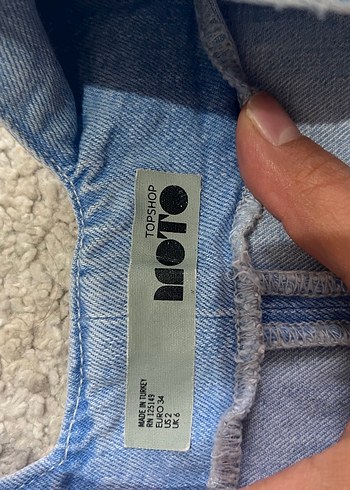 TOPSHOP
MOTO
MADE IN TURKEY
RN 125149
EURO 34
US 2
UK 6